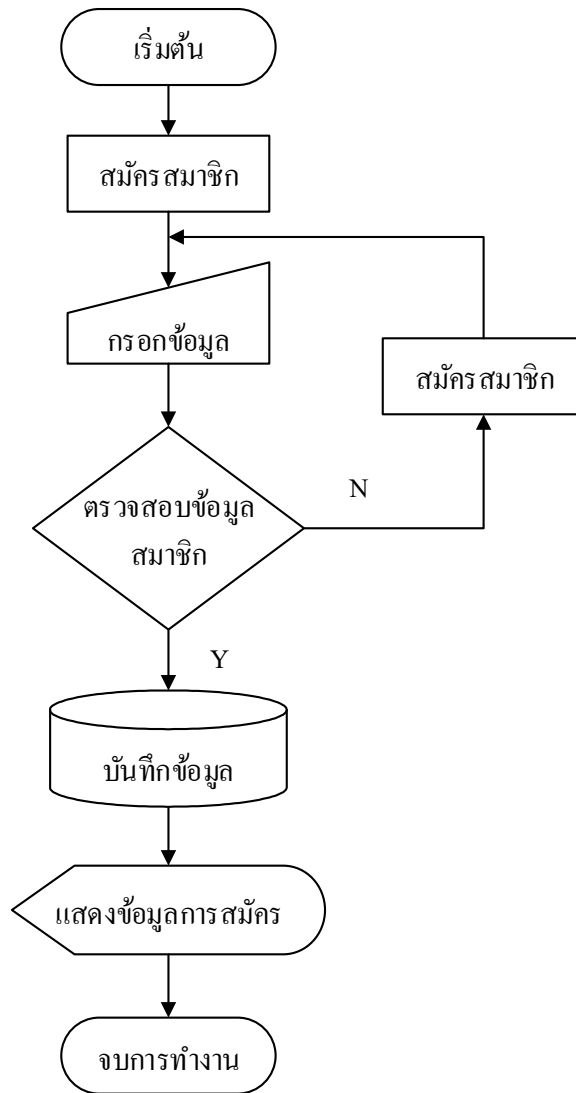 เริ่มต้น
สมัครสมาชิก
กรอกข้อมูล
สมัครสมาชิก
ตรวจสอบข้อมูล
สมาชิก
N
Y
บันทึกข้อมูล
แสดงข้อมูลการสมัคร
จบการทำงาน